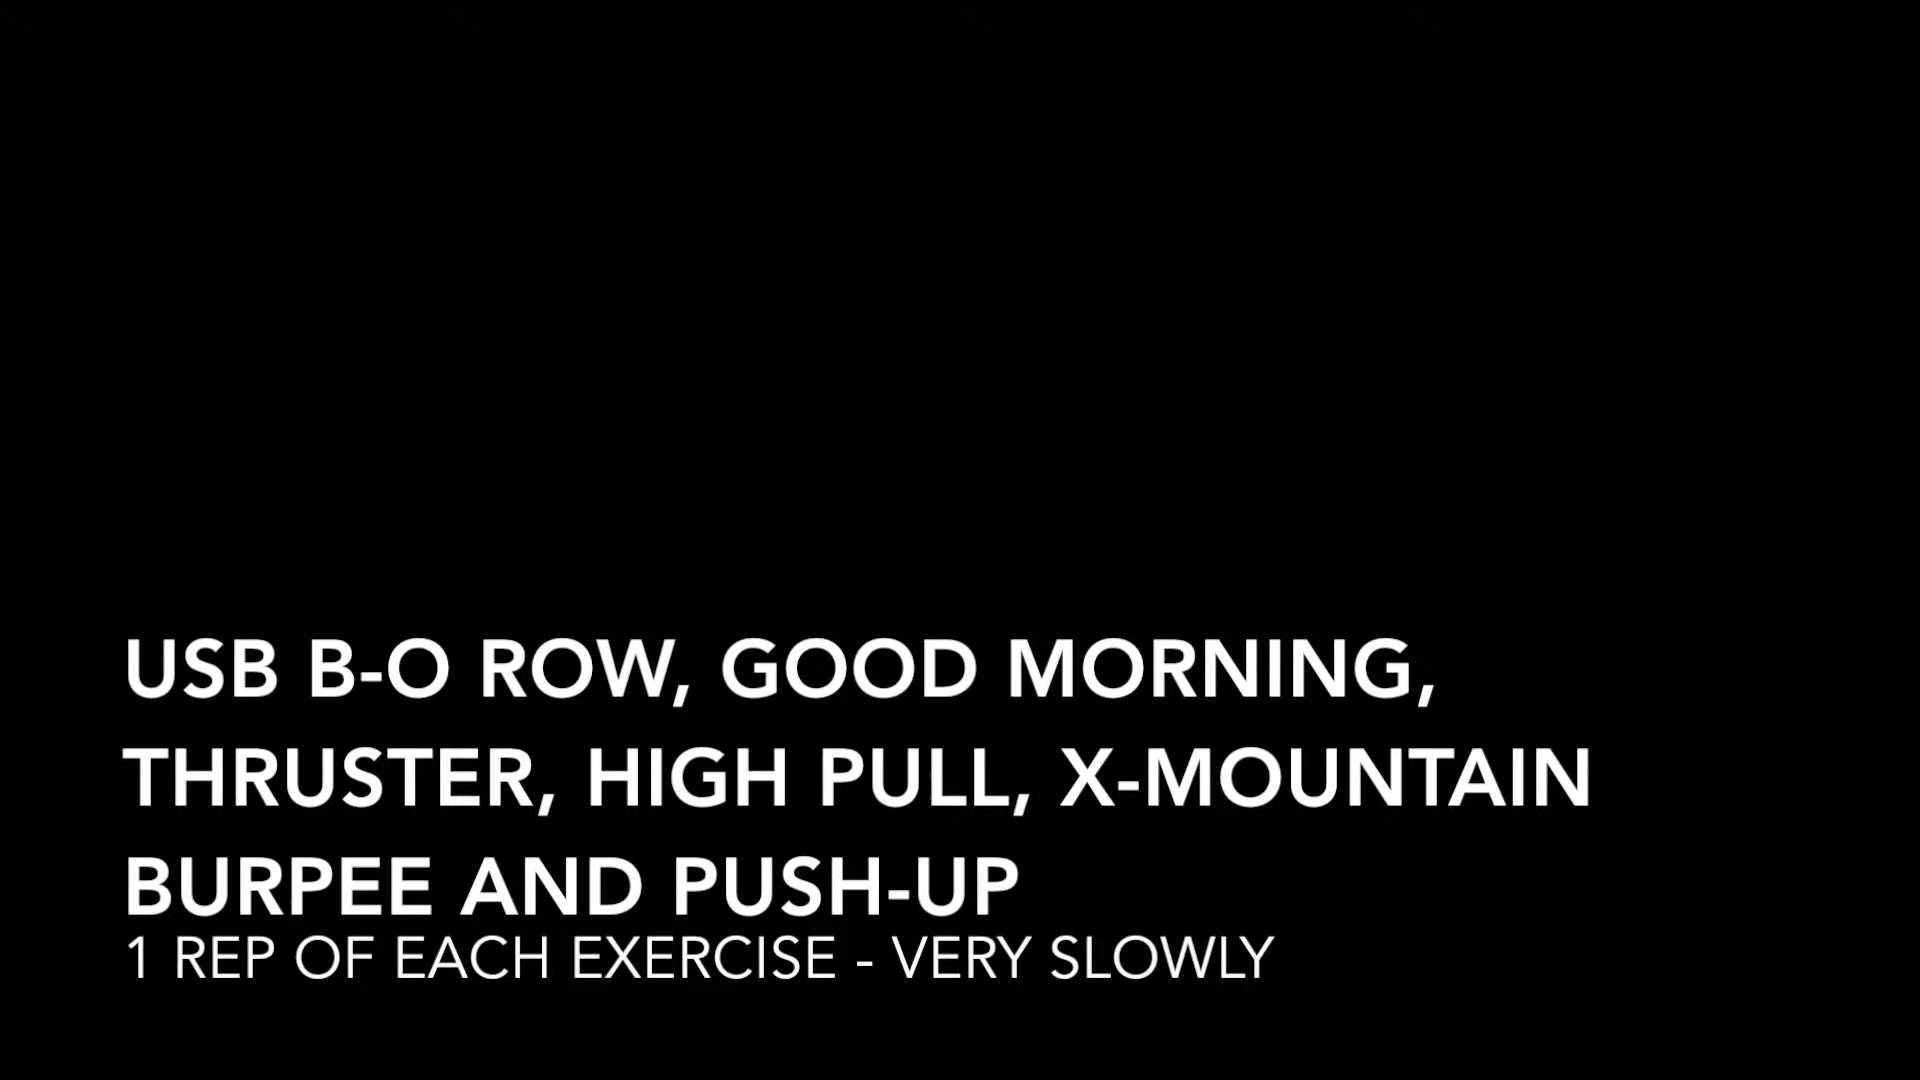 USB B-O ROW, GOOD MORNING,
THRUSTER, HIGH PULL, X-MOUNTAIN
BURPEE AND PUSH-UP
1 REP OF EACH EXERCISE - VERY SLOWLY